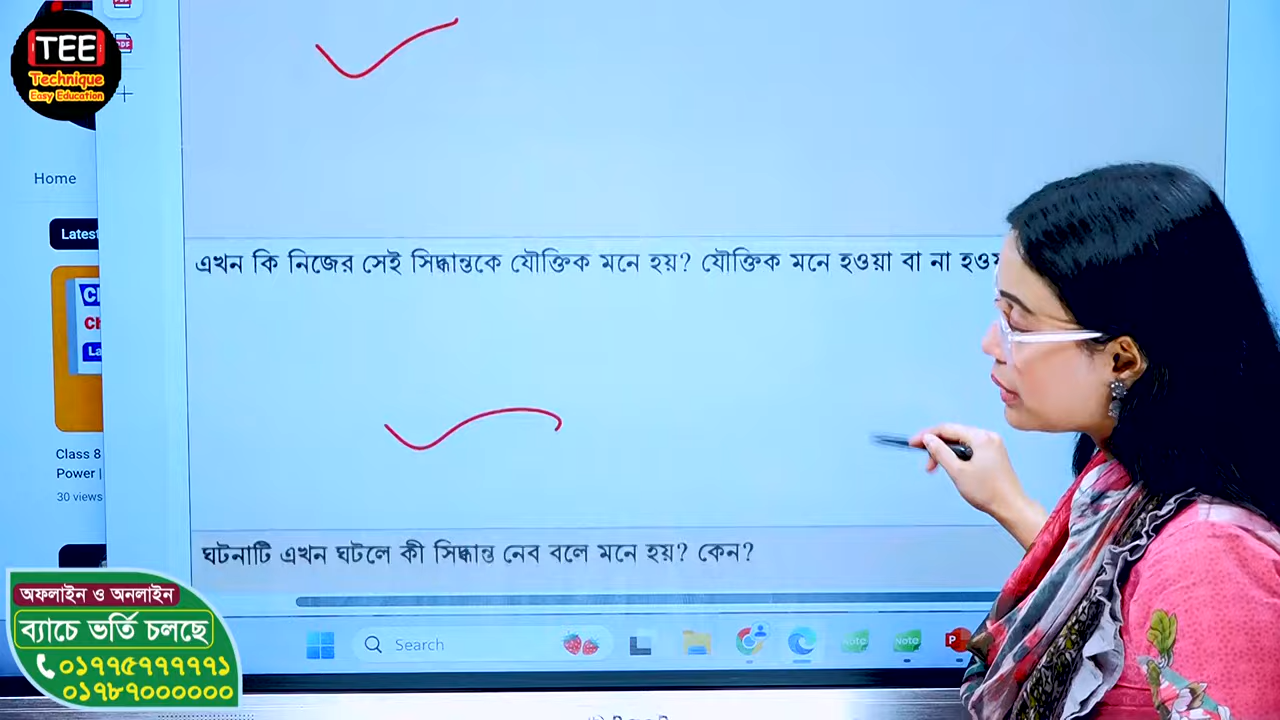 TEE
Technique
Easy Education
PDF
Home
Latest
Class 8
Power |
30 views
এখন কি নিজের সেই সিদ্ধান্তকে যৌক্তিক মনে হয়? যৌক্তিক মনে হওয়া বা না
ঘটনাটি এখন ঘটলে কী সিদ্ধান্ত নেব বলে মনে হয়? কেন?
Search
অফলাইন ও অনলাইন
ব্যাচে ভর্তি চলছে
০১৭৭৫৭৭৭৭৭১
০১৭৮৭০০০০০০